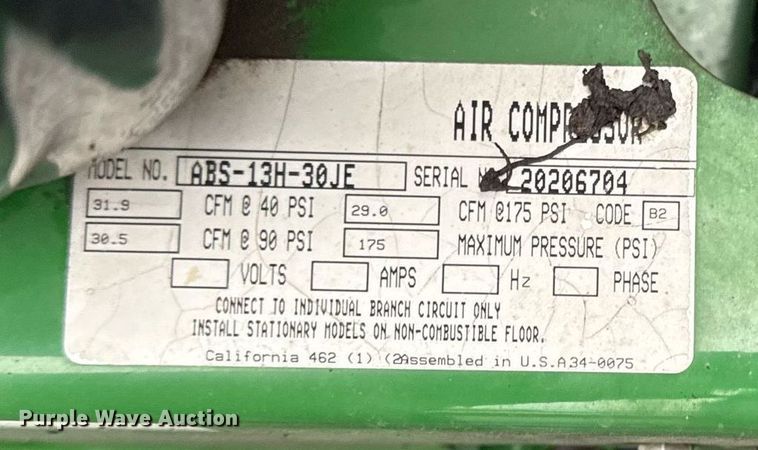 AIR COMPRESSOR
MODEL NO. ABS-13H-30JE SERIAL NO. 20206704
31.9 CFM @ 40 PSI 29.0 CFM @175 PSI CODE B2
30.5 CFM @ 90 PSI 175 MAXIMUM PRESSURE (PSI)
VOLTS AMPS Hz PHASE
CONNECT TO INDIVIDUAL BRANCH CIRCUIT ONLY
INSTALL STATIONARY MODELS ON NON-COMBUSTIBLE FLOOR.
California 462 (1) (2Assembled in U.S.A34-0075
Purple Wave Auction